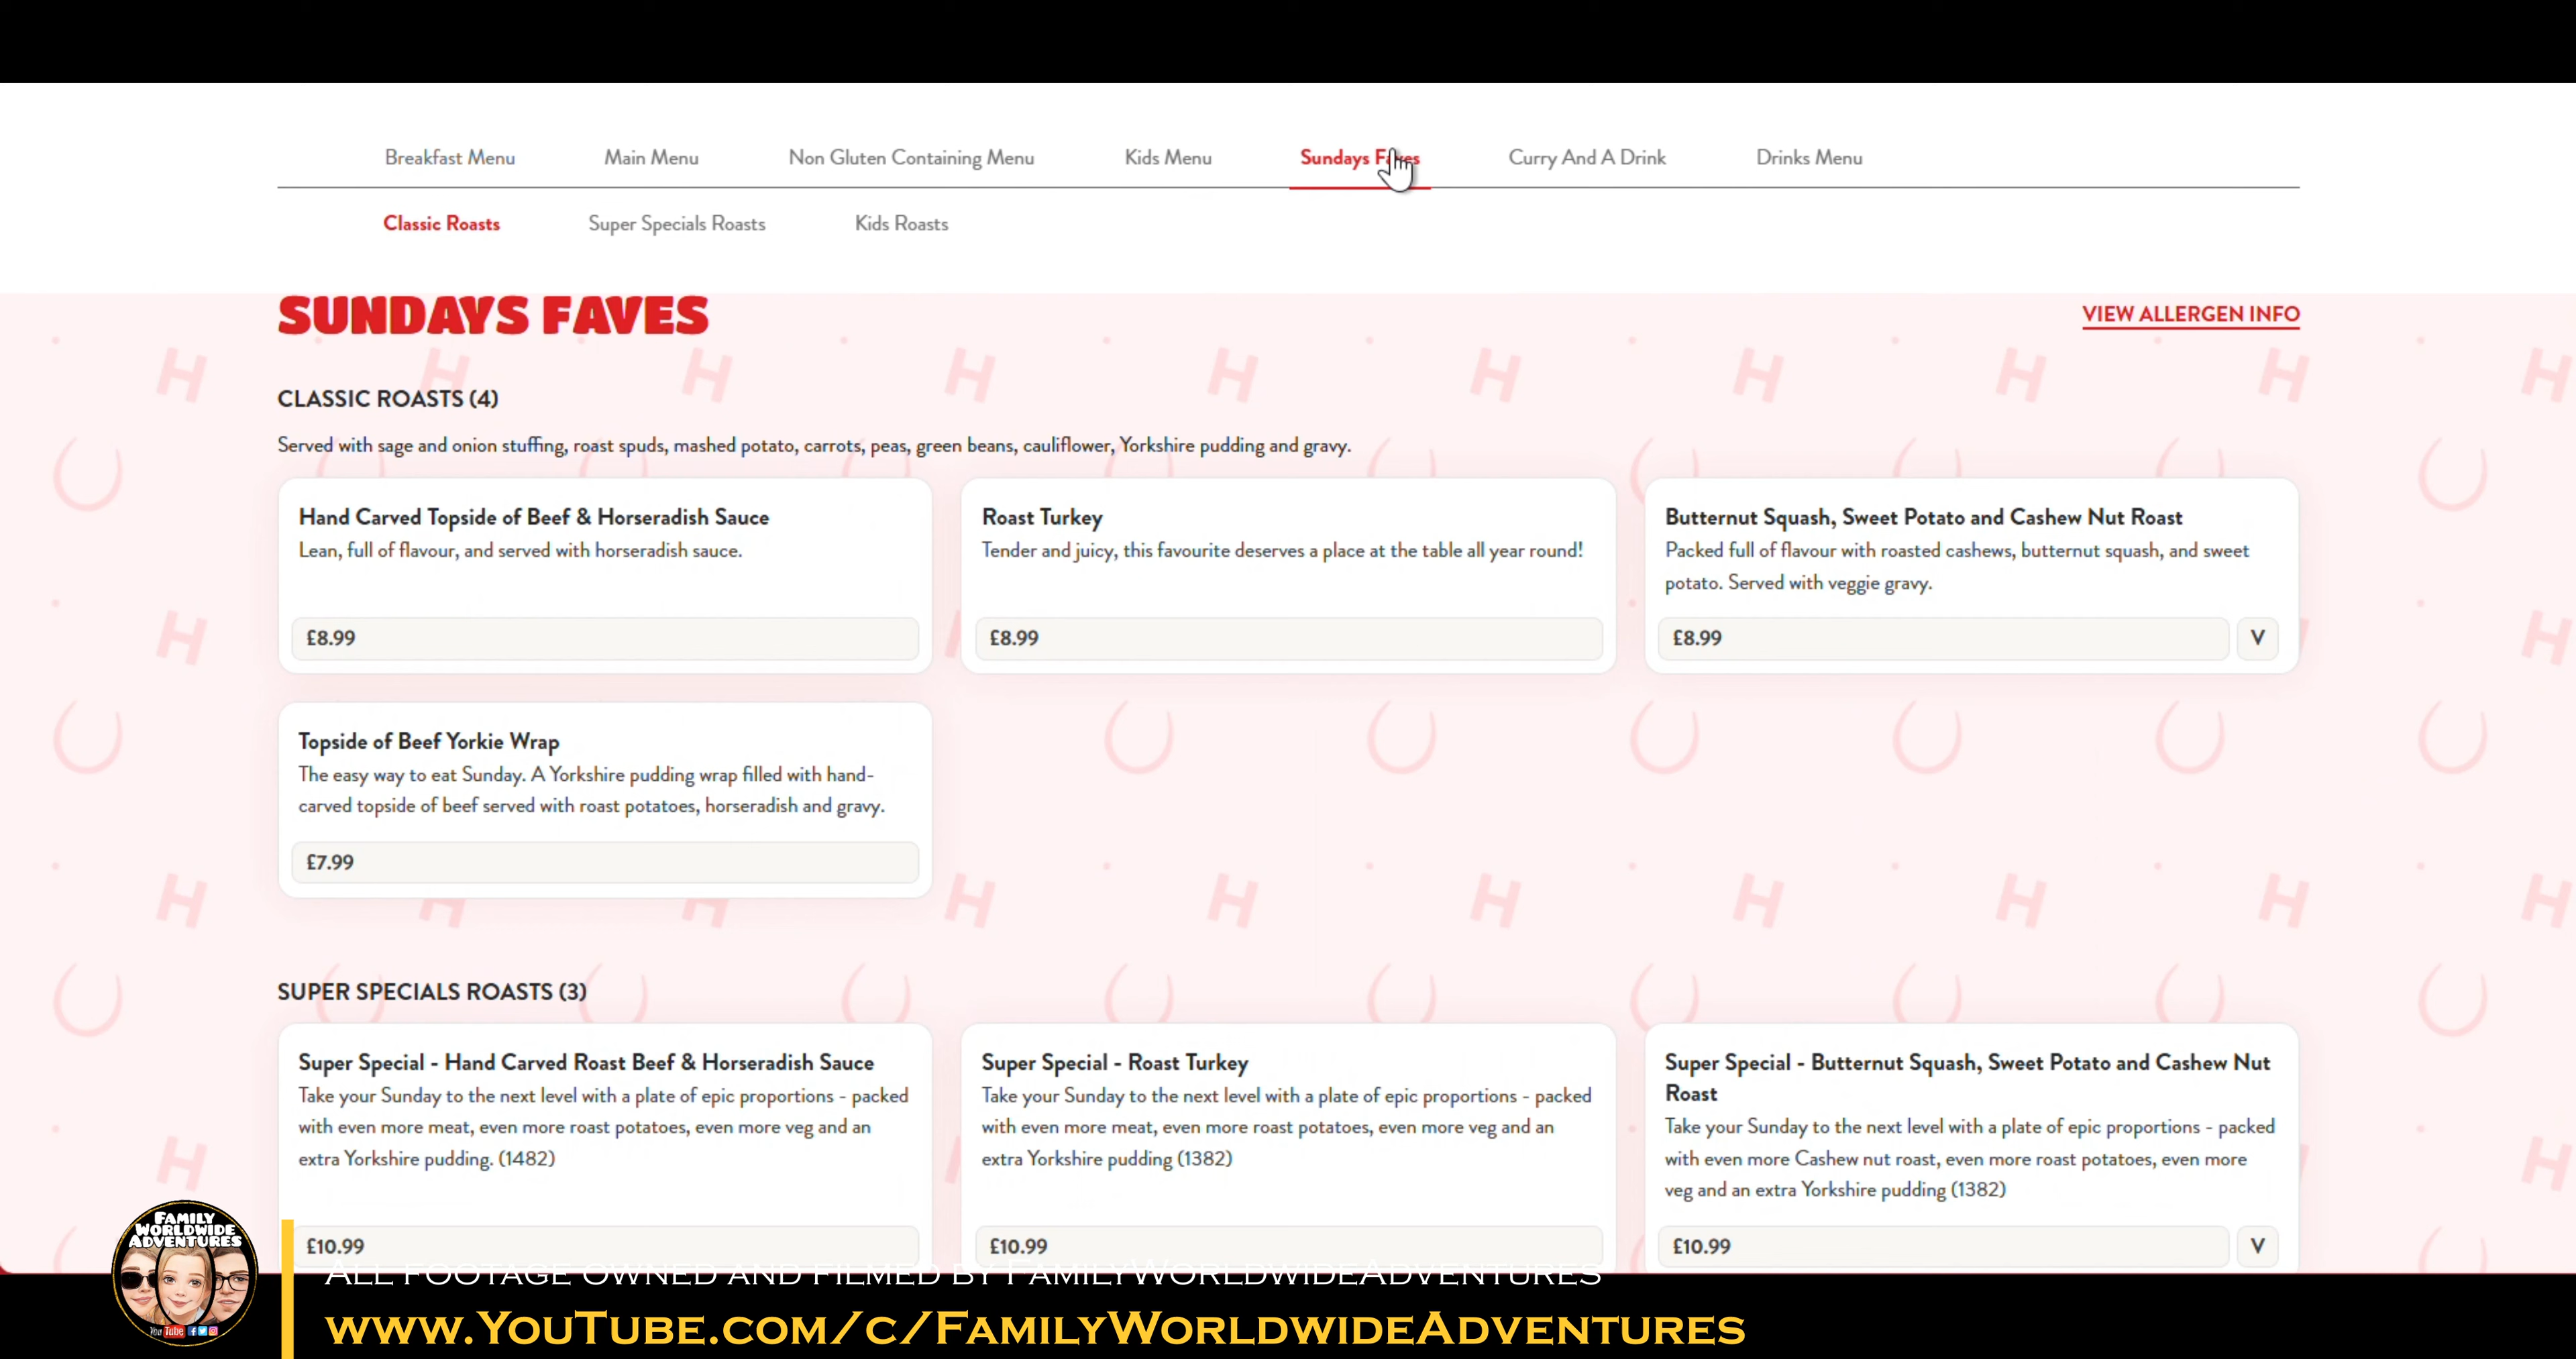 Breakfast Menu Main Menu Non Gluten Containing Menu Kids Menu Sundays Faves Curry And A Drink Drinks Menu
Classic Roasts Super Specials Roasts Kids Roasts
SUNDAYS FAVES
VIEW ALLERGEN INFO
CLASSIC ROASTS (4)
Served with sage and onion stuffing, roast spuds, mashed potato, carrots, peas, green beans, cauliflower, Yorkshire pudding and gravy.
Hand Carved Topside of Beef & Horseradish Sauce
Lean, full of flavour, and served with horseradish sauce.
£8.99
Roast Turkey
Tender and juicy, this favourite deserves a place at the table all year round!
£8.99
Butternut Squash, Sweet Potato and Cashew Nut Roast
Packed full of flavour with roasted cashews, butternut squash, and sweet
potato. Served with veggie gravy.
£8.99 V
Topside of Beef Yorkie Wrap
The easy way to eat Sunday. A Yorkshire pudding wrap filled with hand-
carved topside of beef served with roast potatoes, horseradish and gravy.
£7.99
SUPER SPECIALS ROASTS (3)
Super Special - Hand Carved Roast Beef & Horseradish Sauce
Take your Sunday to the next level with a plate of epic proportions - packed
with even more meat, even more roast potatoes, even more veg and an
extra Yorkshire pudding. (1482)
£10.99
Super Special - Roast Turkey
Take your Sunday to the next level with a plate of epic proportions - packed
with even more meat, even more roast potatoes, even more veg and an
extra Yorkshire pudding (1382)
£10.99
Super Special - Butternut Squash, Sweet Potato and Cashew Nut
Roast
Take your Sunday to the next level with a plate of epic proportions - packed
with even more Cashew nut roast, even more roast potatoes, even more
veg and an extra Yorkshire pudding (1382)
£10.99 V
FAMILY
WORLDWIDE
ADVENTURES
You Tube
ALL FOOTAGE OWNED AND FILMED BY FAMILYWORLDWIDEADVENTURES
WWW.YOUTUBE.COM/C/FAMILYWORLDWIDEADVENTURES